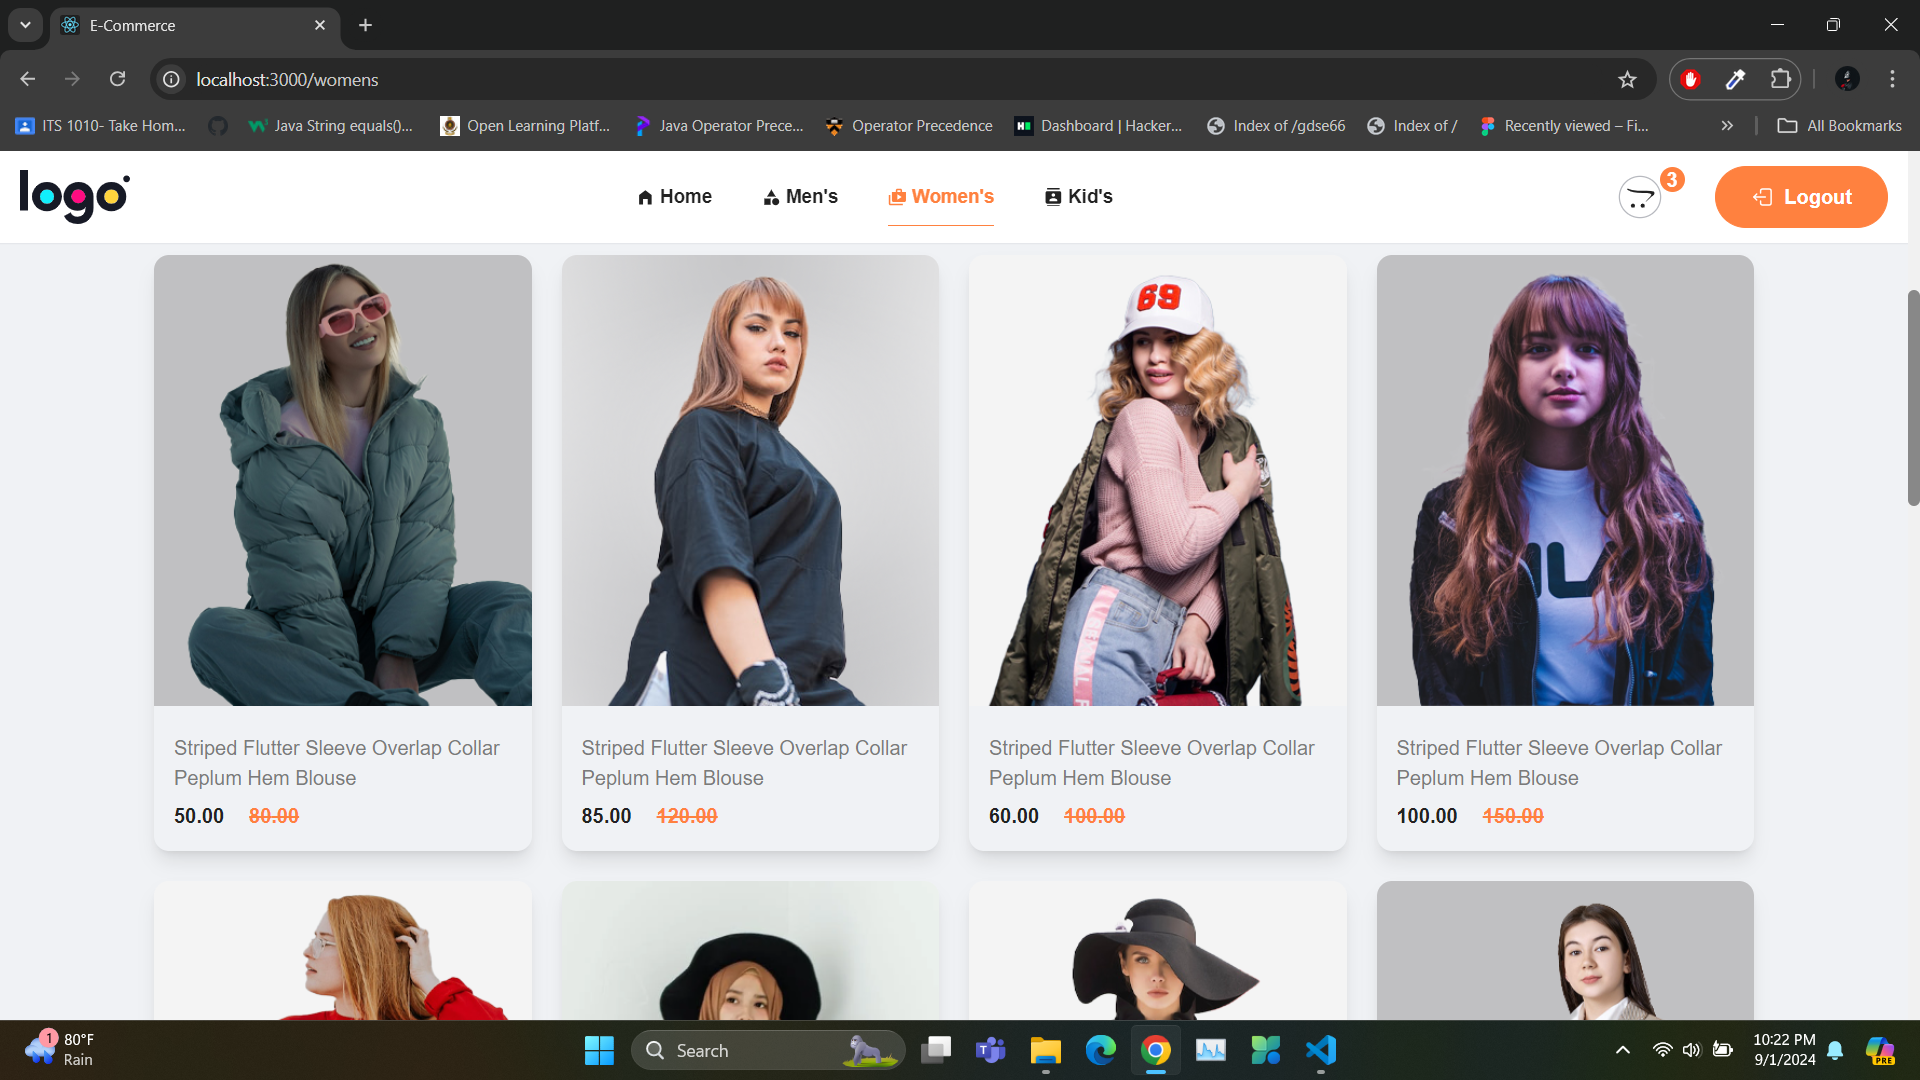 E-Commerce
localhost:3000/womens
ITS 1010- Take Hom...
Java String equals()...
Open Learning Platf...
Java Operator Prece...
Operator Precedence
Dashboard | Hacker...
Index of /gdse66
Index of /
Recently viewed – Fi...
All Bookmarks
logo
Home
Men's
Women's
Kid's
3
Logout
69
Striped Flutter Sleeve Overlap Collar
Peplum Hem Blouse
50.00 80.00
Striped Flutter Sleeve Overlap Collar
Peplum Hem Blouse
85.00 120.00
Striped Flutter Sleeve Overlap Collar
Peplum Hem Blouse
60.00 100.00
Striped Flutter Sleeve Overlap Collar
Peplum Hem Blouse
100.00 150.00
1
80°F
Rain
Search
10:22 PM
9/1/2024
PRE